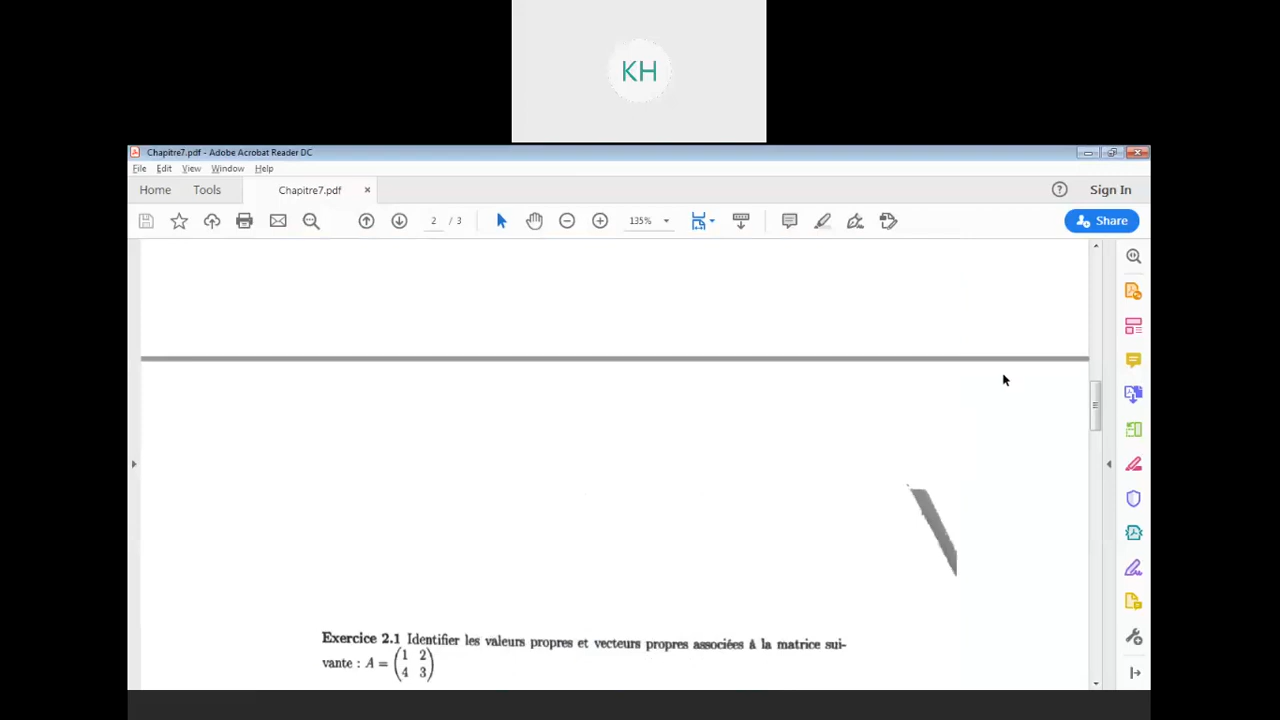 KH
Chapitre7.pdf - Adobe Acrobat Reader DC
File Edit View Window Help
Home Tools Chapitre7.pdf × Sign In
2 / 3 135% Share
Exercice 2.1 Identifier les valeurs propres et vecteurs propres associées à la matrice sui-
vante : A = (1 2
4 3)